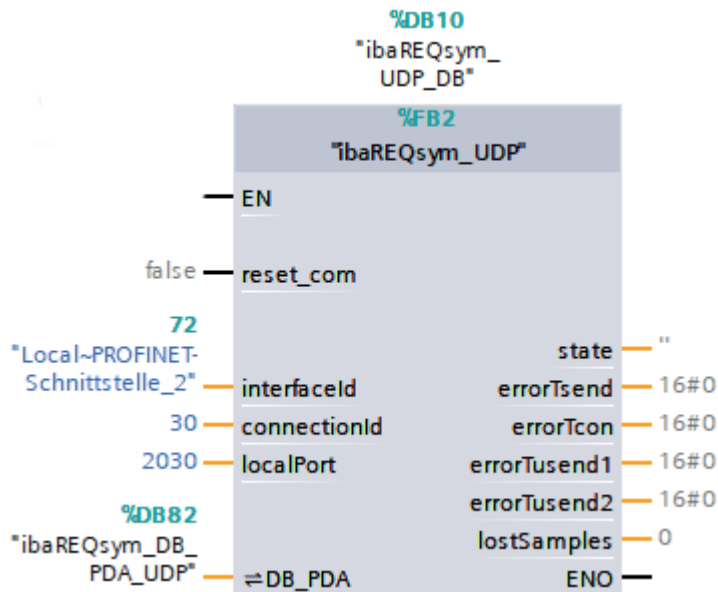 %DB10
"ibaREQsym_
UDP_DB"
%FB2
"ibaREQsym_UDP"
EN
false
reset_com
72
"Local~PROFINET-
Schnittstelle_2"
interfaceId
30
connectionId
2030
localPort
%DB82
"ibaREQsym_DB_
PDA_UDP"
⇌DB_PDA
state
''
errorTsend
16#0
errorTcon
16#0
errorTusend1
16#0
errorTusend2
16#0
lostSamples
0
ENO